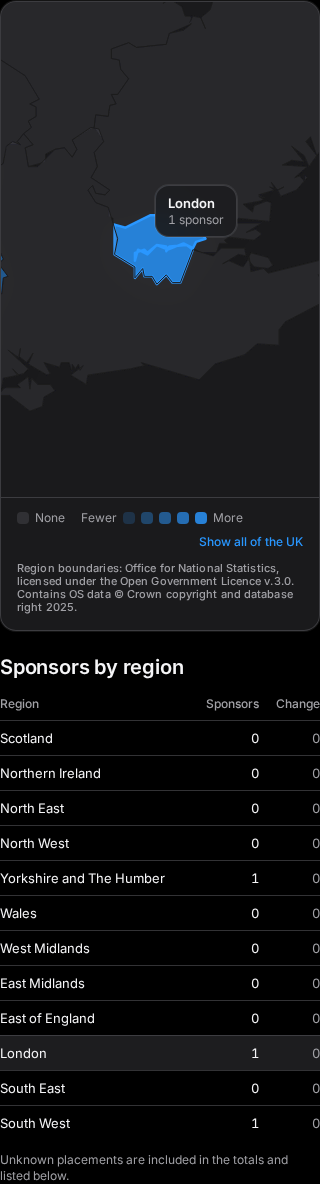 London
1 sponsor
None Fewer More
Show all of the UK
Region boundaries: Office for National Statistics,
licensed under the Open Government Licence v.3.0.
Contains OS data © Crown copyright and database
right 2025.
Sponsors by region
Region Sponsors Change
Scotland 0 0
Northern Ireland 0 0
North East 0 0
North West 0 0
Yorkshire and The Humber 1 0
Wales 0 0
West Midlands 0 0
East Midlands 0 0
East of England 0 0
London 1 0
South East 0 0
South West 1 0
Unknown placements are included in the totals and
listed below.